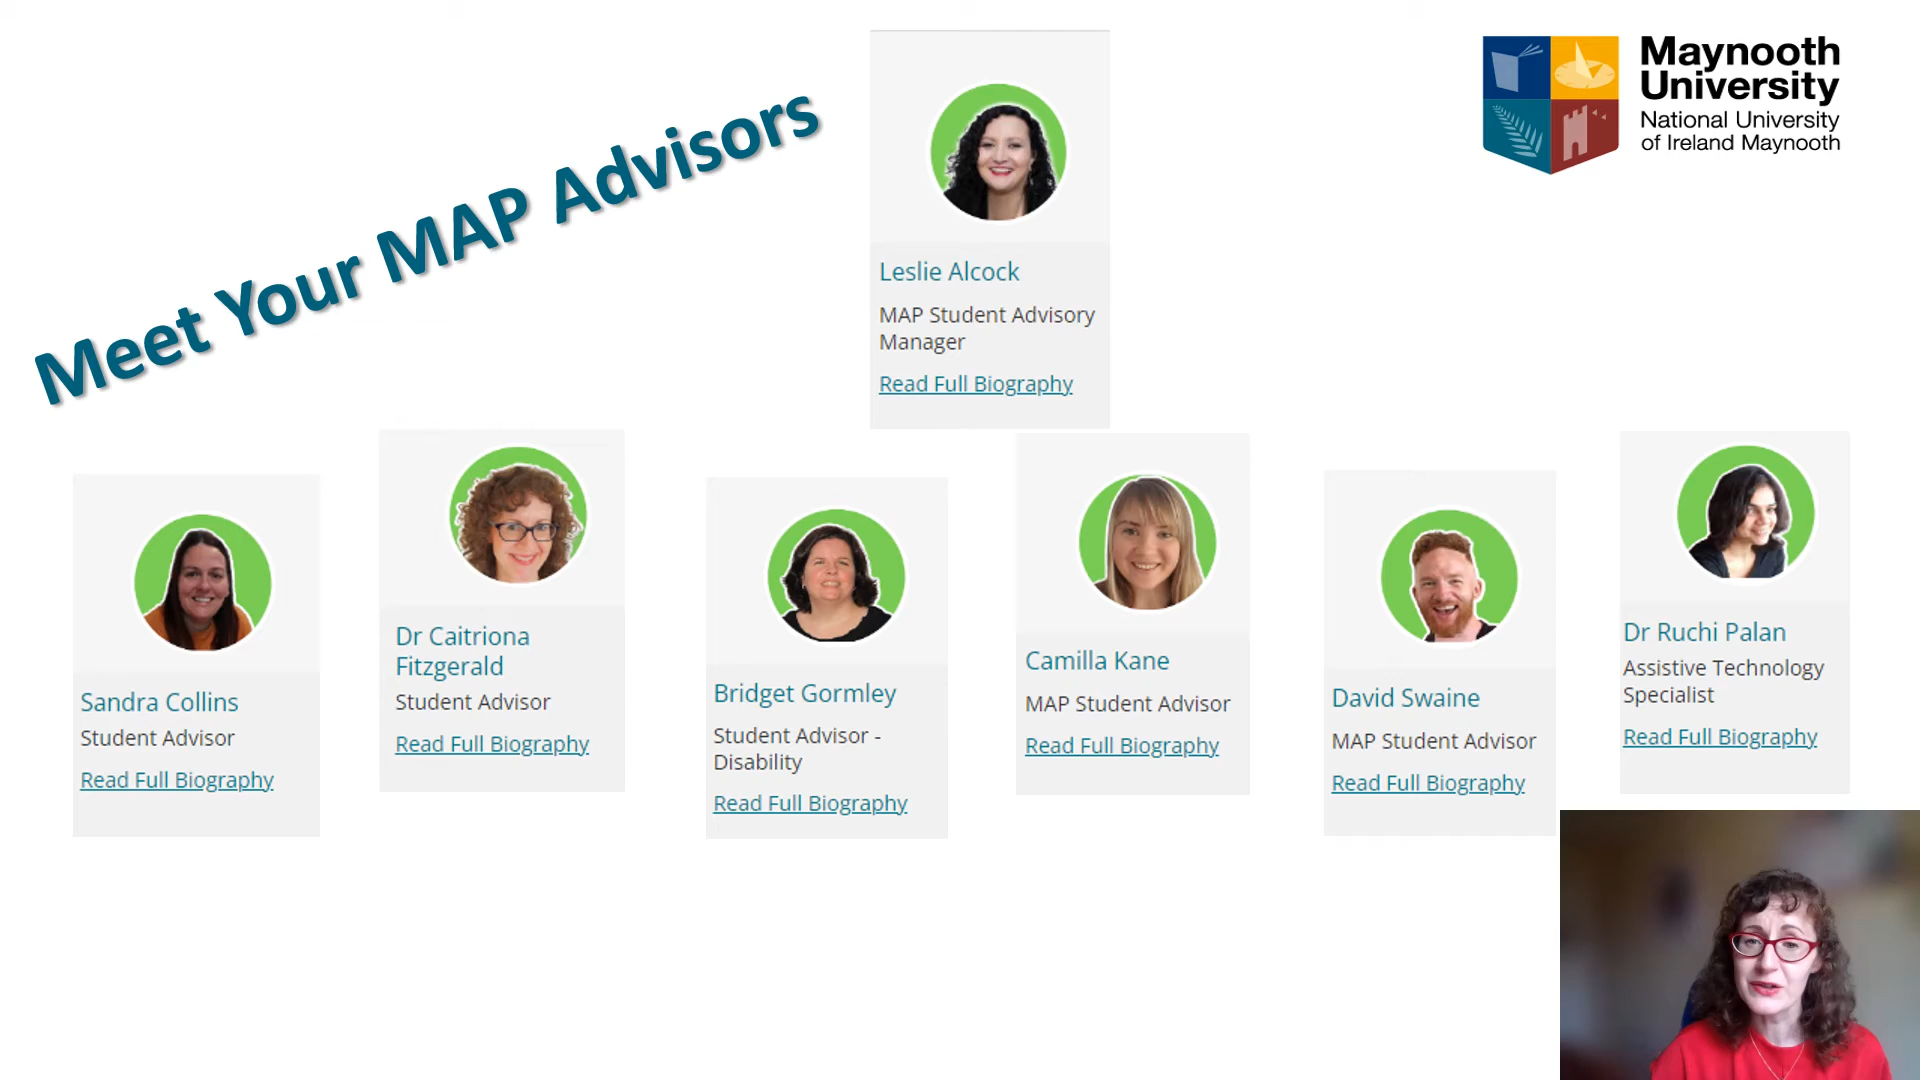 Meet Your MAP Advisors
Maynooth
University
National University
of Ireland Maynooth
Leslie Alcock
MAP Student Advisory
Manager
Read Full Biography
Sandra Collins
Student Advisor
Read Full Biography
Dr Caitriona
Fitzgerald
Student Advisor
Read Full Biography
Bridget Gormley
Student Advisor -
Disability
Read Full Biography
Camilla Kane
MAP Student Advisor
Read Full Biography
David Swaine
MAP Student Advisor
Read Full Biography
Dr Ruchi Palan
Assistive Technology
Specialist
Read Full Biography